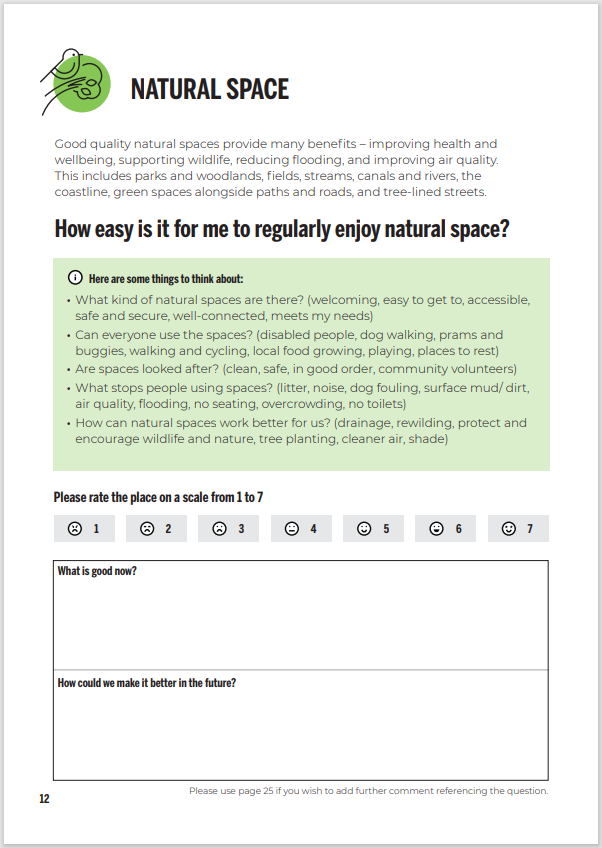 NATURAL SPACE
Good quality natural spaces provide many benefits – improving health and
wellbeing, supporting wildlife, reducing flooding, and improving air quality.
This includes parks and woodlands, fields, streams, canals and rivers, the
coastline, green spaces alongside paths and roads, and tree-lined streets.
How easy is it for me to regularly enjoy natural space?
i Here are some things to think about:
• What kind of natural spaces are there? (welcoming, easy to get to, accessible,
safe and secure, well-connected, meets my needs)
• Can everyone use the spaces? (disabled people, dog walking, prams and
buggies, walking and cycling, local food growing, playing, places to rest)
• Are spaces looked after? (clean, safe, in good order, community volunteers)
• What stops people using spaces? (litter, noise, dog fouling, surface mud/ dirt,
air quality, flooding, no seating, overcrowding, no toilets)
• How can natural spaces work better for us? (drainage, rewilding, protect and
encourage wildlife and nature, tree planting, cleaner air, shade)
Please rate the place on a scale from 1 to 7
1 2 3 4 5 6 7
What is good now?
How could we make it better in the future?
Please use page 25 if you wish to add further comment referencing the question.
12